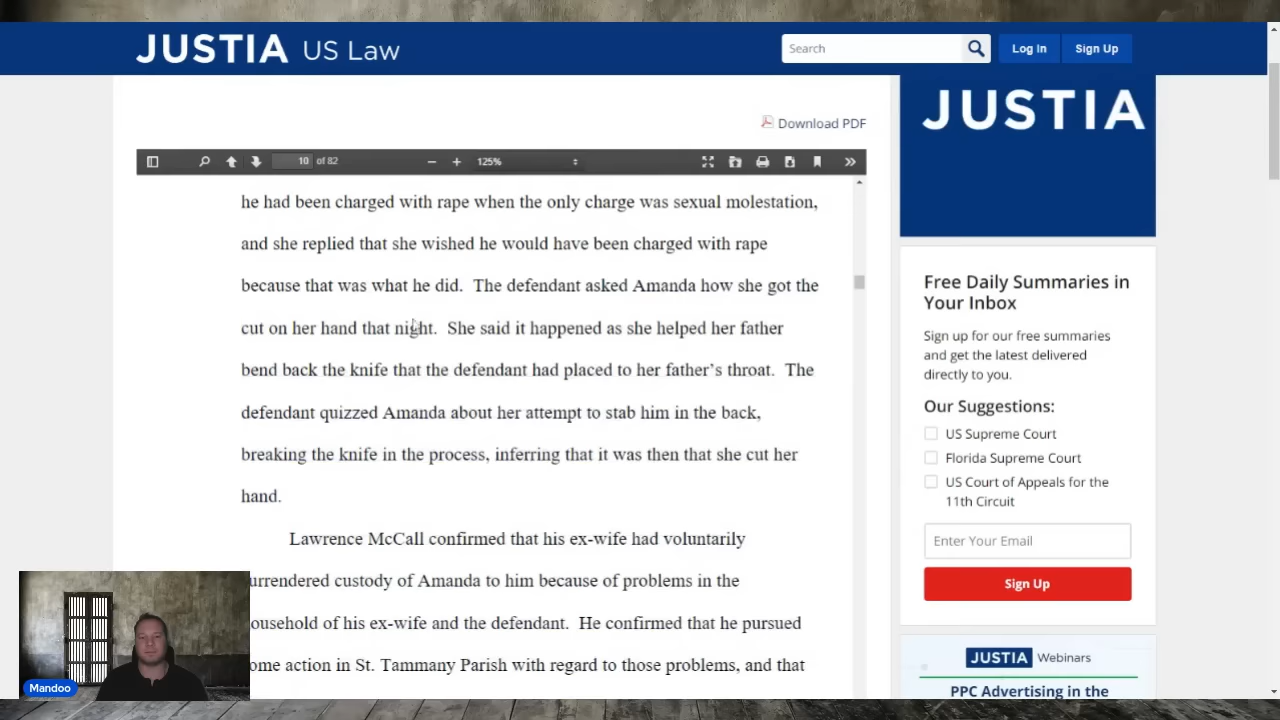 JUSTIA US Law
Search
Log In
Sign Up
Download PDF
10 of 82
125%
he had been charged with rape when the only charge was sexual molestation,
and she replied that she wished he would have been charged with rape
because that was what he did. The defendant asked Amanda how she got the
cut on her hand that night. She said it happened as she helped her father
bend back the knife that the defendant had placed to her father's throat. The
defendant quizzed Amanda about her attempt to stab him in the back,
breaking the knife in the process, inferring that it was then that she cut her
hand.
Lawrence McCall confirmed that his ex-wife had voluntarily
urrendered custody of Amanda to him because of problems in the
ousehold of his ex-wife and the defendant. He confirmed that he pursued
ome action in St. Tammany Parish with regard to those problems, and that
JUSTIA
Free Daily Summaries in
Your Inbox
Sign up for our free summaries
and get the latest delivered
directly to you.
Our Suggestions:
US Supreme Court
Florida Supreme Court
US Court of Appeals for the
11th Circuit
Enter Your Email
Sign Up
JUSTIA Webinars
PPC Advertising in the
Mandoo